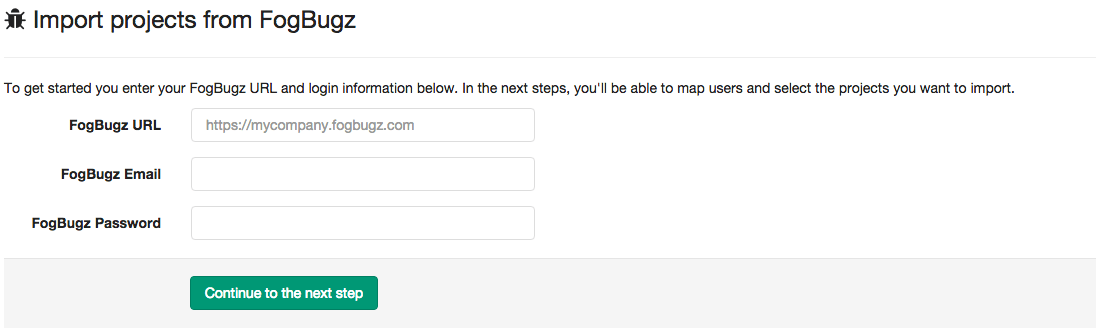 Import projects from FogBugz
To get started you enter your FogBugz URL and login information below. In the next steps, you'll be able to map users and select the projects you want to import.
FogBugz URL
https://mycompany.fogbugz.com
FogBugz Email
FogBugz Password
Continue to the next step